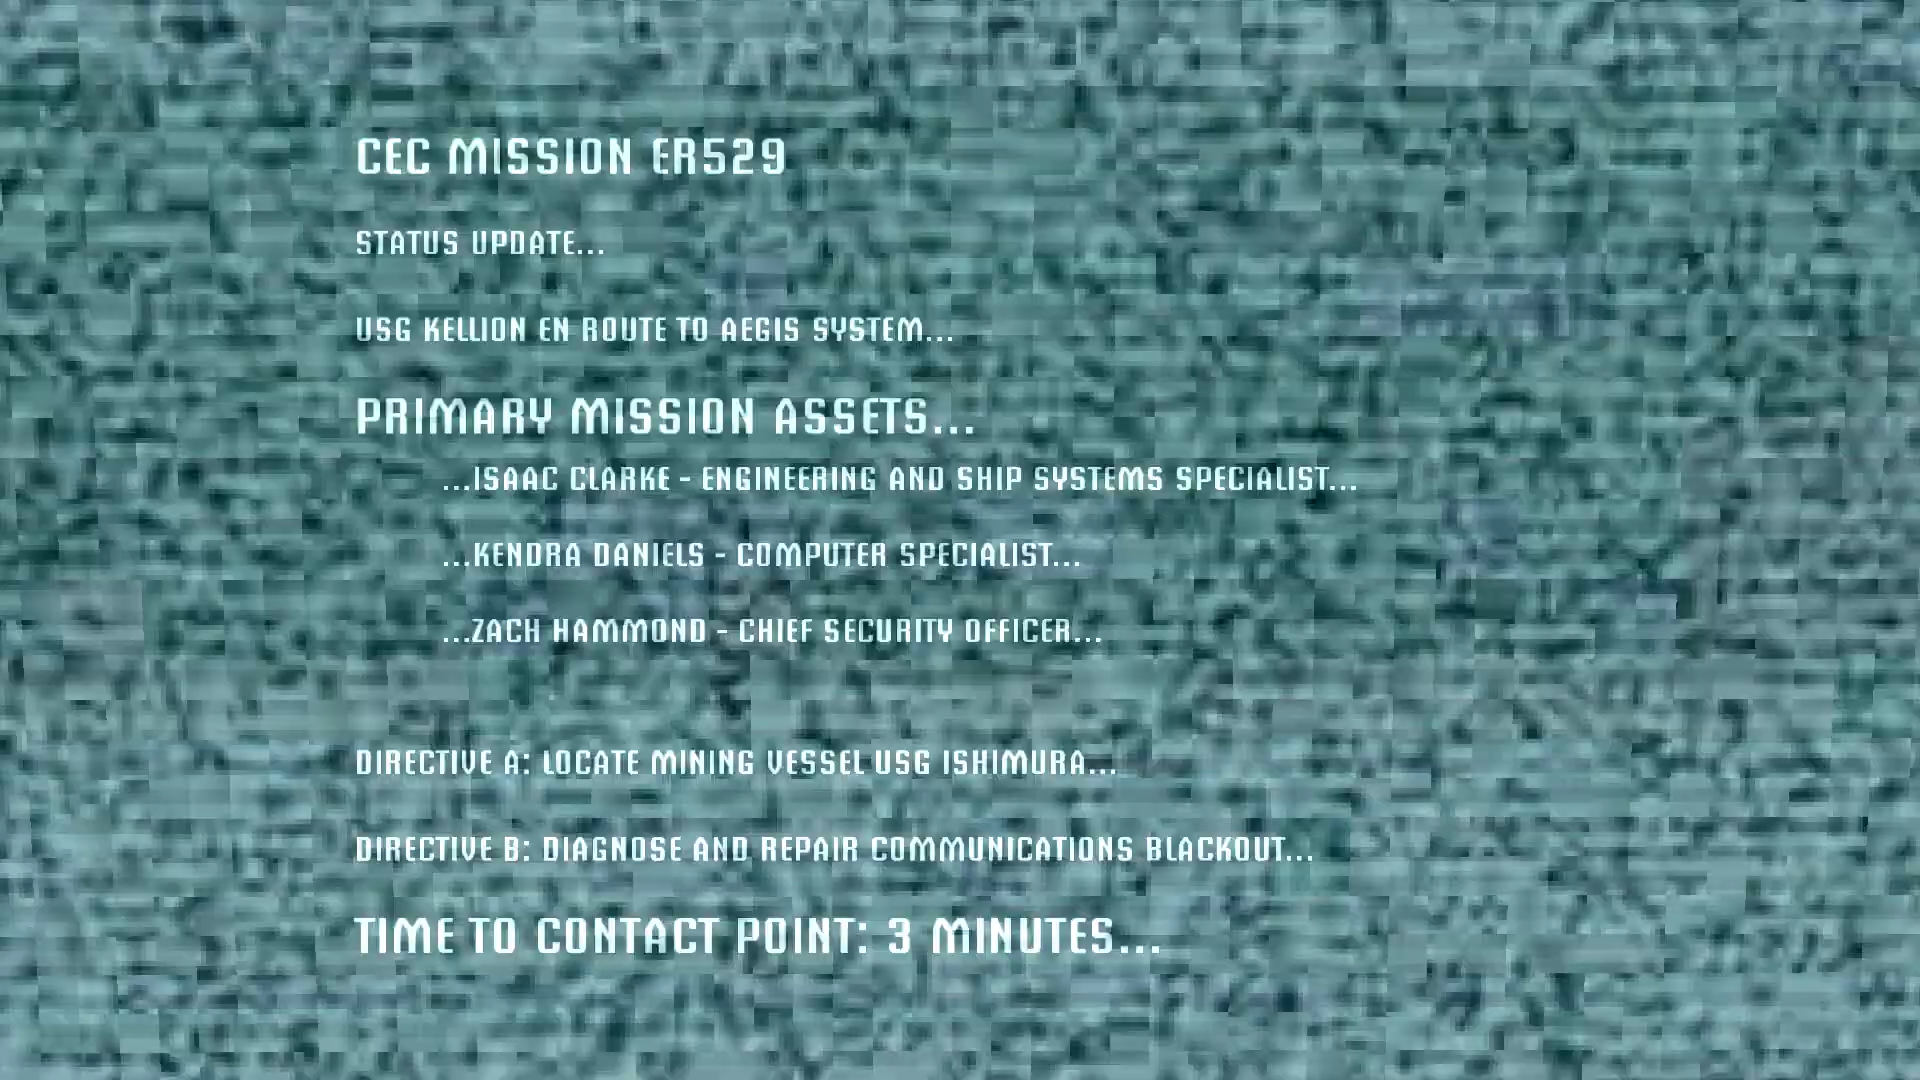 CEC MISSION ER529
STATUS UPDATE...
USG KELLION EN ROUTE TO AEGIS SYSTEM...
PRIMARY MISSION ASSETS...
...ISAAC CLARKE - ENGINEERING AND SHIP SYSTEMS SPECIALIST...
...KENDRA DANIELS - COMPUTER SPECIALIST...
...ZACH HAMMOND - CHIEF SECURITY OFFICER...
DIRECTIVE A: LOCATE MINING VESSEL USG ISHIMURA...
DIRECTIVE B: DIAGNOSE AND REPAIR COMMUNICATIONS BLACKOUT...
TIME TO CONTACT POINT: 3 MINUTES...